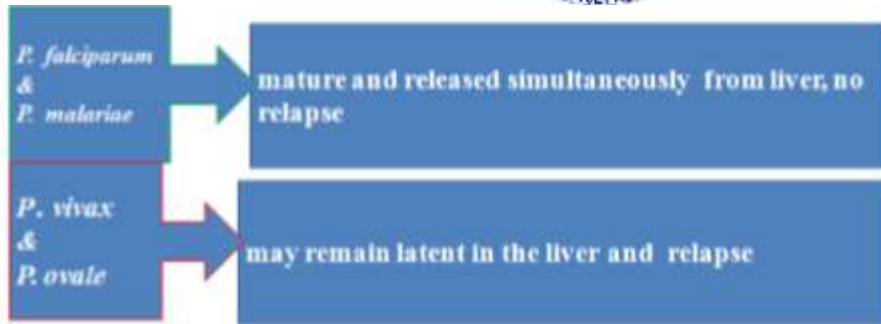 P. falciparum
&
P. malariae
mature and released simultaneously from liver, no
relapse
P. vivax
&
P. ovale
may remain latent in the liver and relapse